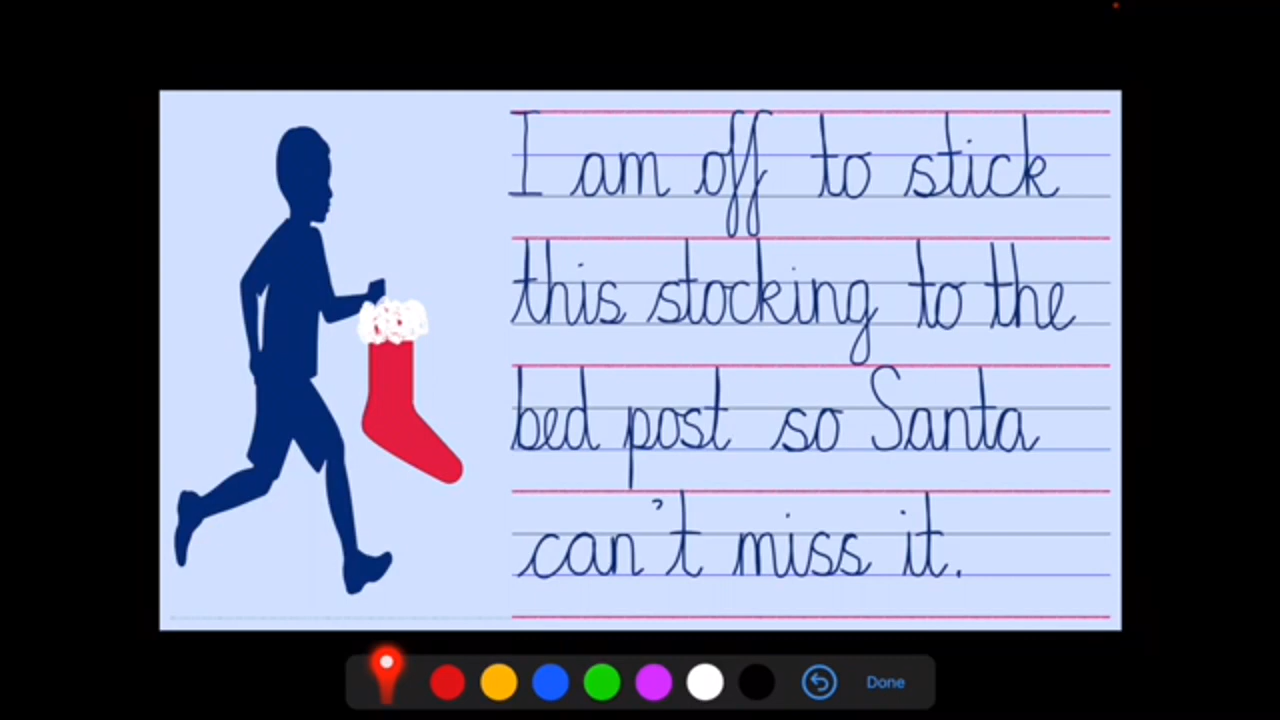 I am off to stick
this stocking to the
bed post so Santa
can't miss it.
Done